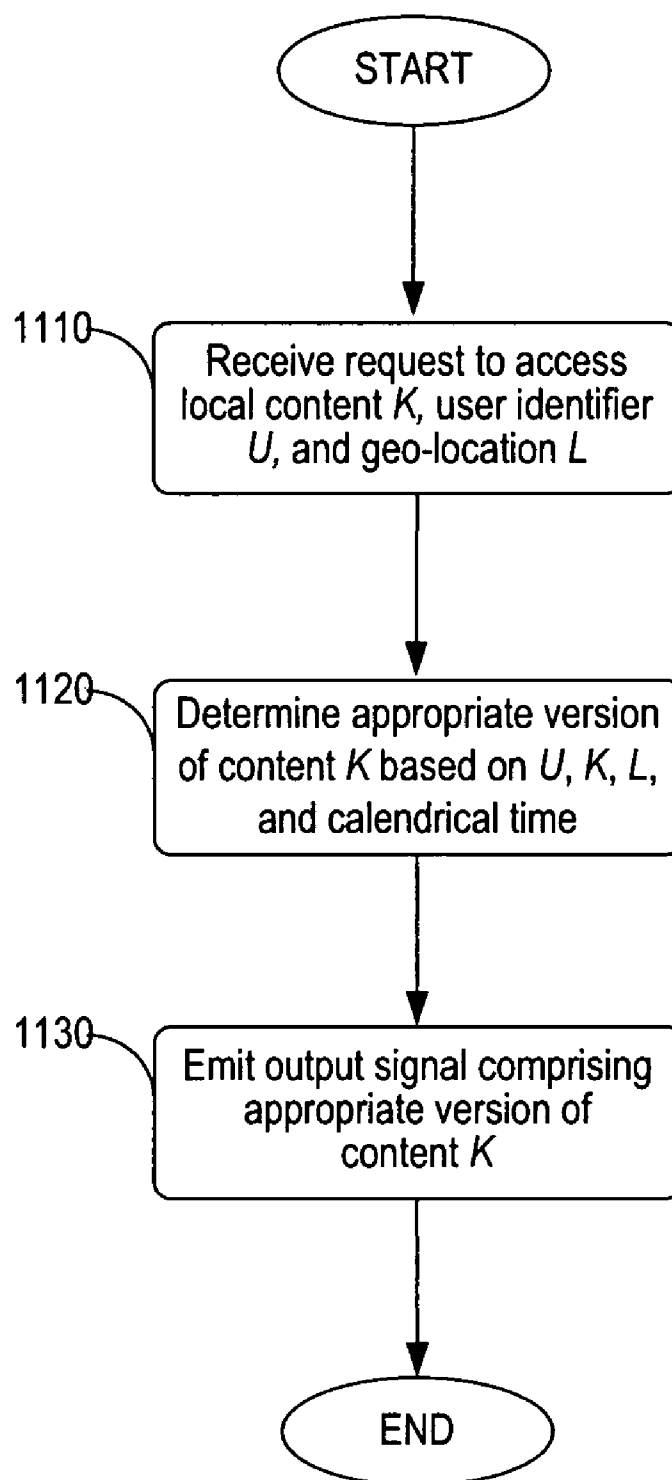 START
1110
Receive request to access
local content K, user identifier
U, and geo-location L
1120
Determine appropriate version
of content K based on U, K, L,
and calendrical time
1130
Emit output signal comprising
appropriate version of
content K
END